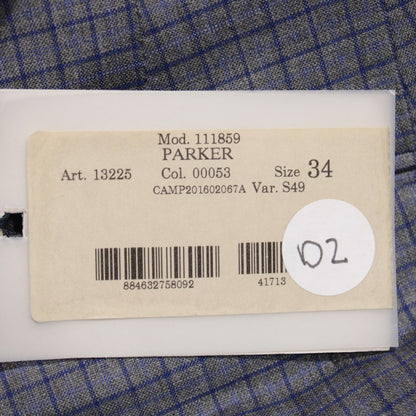 Mod. 111859
PARKER
Art. 13225 Col. 00053 Size 34
CAMP201602067A Var. S49
884632758092 41713
D2